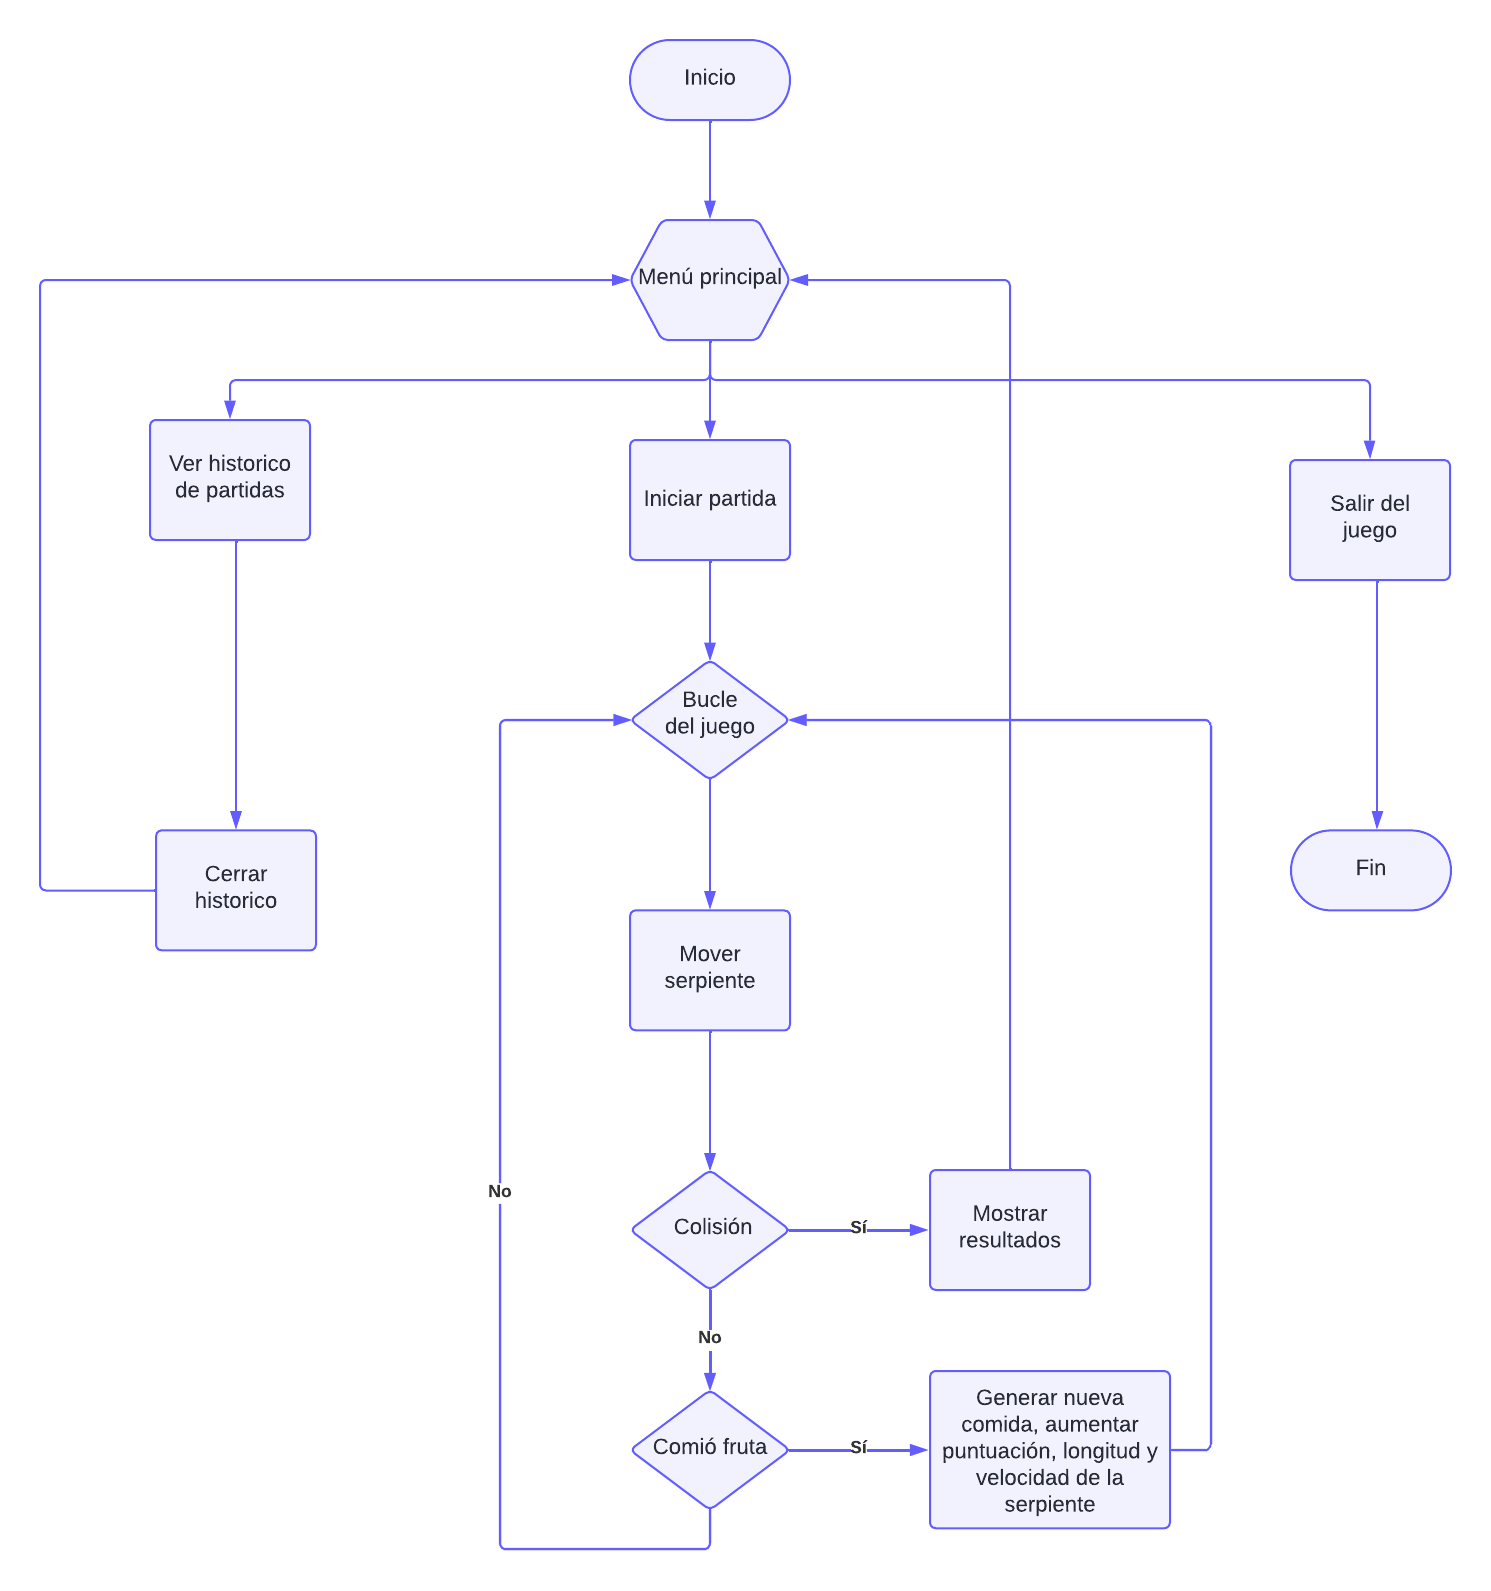 Inicio
Menú principal
Ver historico
de partidas
Iniciar partida
Salir del
juego
Bucle
del juego
Cerrar
historico
Fin
Mover
serpiente
No
Colisión
Sí
Mostrar
resultados
No
Comió fruta
Sí
Generar nueva
comida, aumentar
puntuación, longitud y
velocidad de la
serpiente